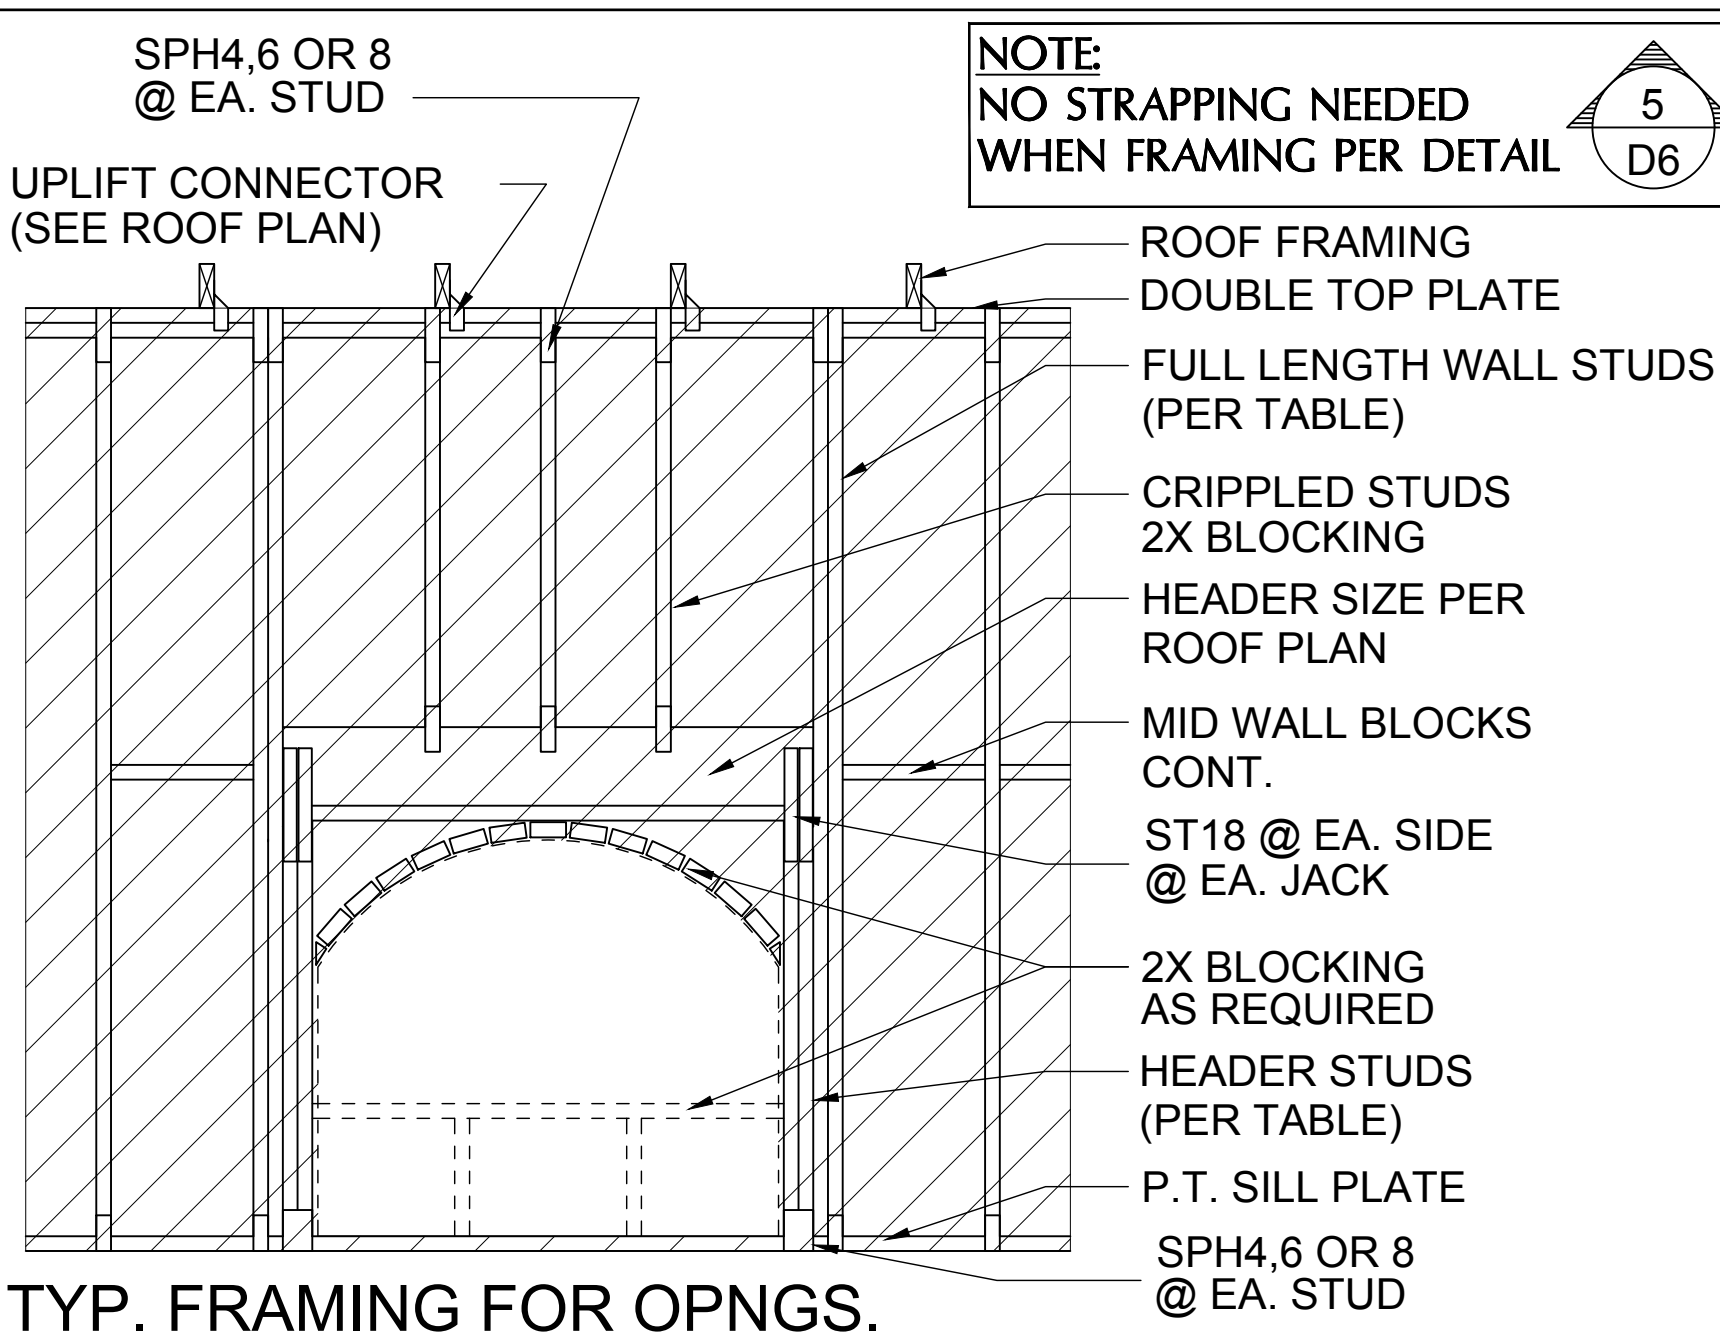 SPH4,6 OR 8
@ EA. STUD
UPLIFT CONNECTOR
(SEE ROOF PLAN)
NOTE:
NO STRAPPING NEEDED
WHEN FRAMING PER DETAIL
5
D6
ROOF FRAMING
DOUBLE TOP PLATE
FULL LENGTH WALL STUDS
(PER TABLE)
CRIPPLED STUDS
2X BLOCKING
HEADER SIZE PER
ROOF PLAN
MID WALL BLOCKS
CONT.
ST18 @ EA. SIDE
@ EA. JACK
2X BLOCKING
AS REQUIRED
HEADER STUDS
(PER TABLE)
P.T. SILL PLATE
SPH4,6 OR 8
@ EA. STUD
TYP. FRAMING FOR OPNGS.